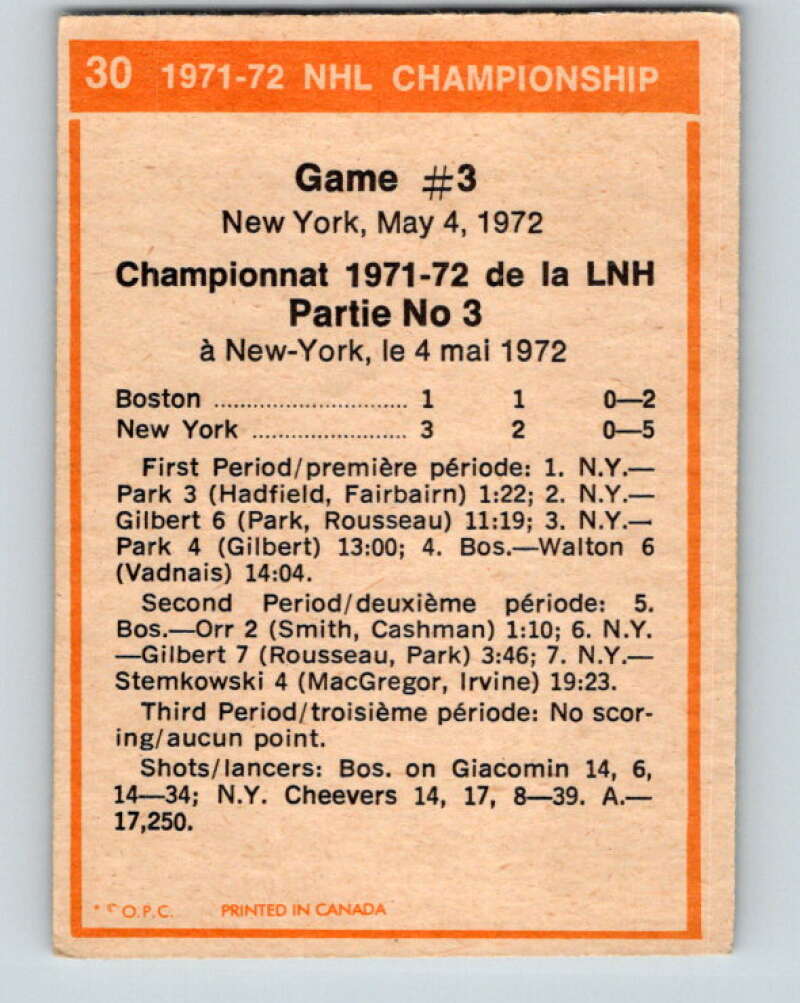 30 1971-72 NHL CHAMPIONSHIP
Game #3
New York, May 4, 1972
Championnat 1971-72 de la LNH
Partie No 3
à New-York, le 4 mai 1972
Boston .............................. 1 1 0—2
New York ........................ 3 2 0—5
First Period/première période: 1. N.Y.—
Park 3 (Hadfield, Fairbairn) 1:22; 2. N.Y.—
Gilbert 6 (Park, Rousseau) 11:19; 3. N.Y.—
Park 4 (Gilbert) 13:00; 4. Bos.—Walton 6
(Vadnais) 14:04.
Second Period/deuxième période: 5.
Bos.—Orr 2 (Smith, Cashman) 1:10; 6. N.Y.
—Gilbert 7 (Rousseau, Park) 3:46; 7. N.Y.—
Stemkowski 4 (MacGregor, Irvine) 19:23.
Third Period/troisième période: No scor-
ing/aucun point.
Shots/lancers: Bos. on Giacomin 14, 6,
14—34; N.Y. Cheevers 14, 17, 8—39. A.—
17,250.
* © O.P.C. PRINTED IN CANADA